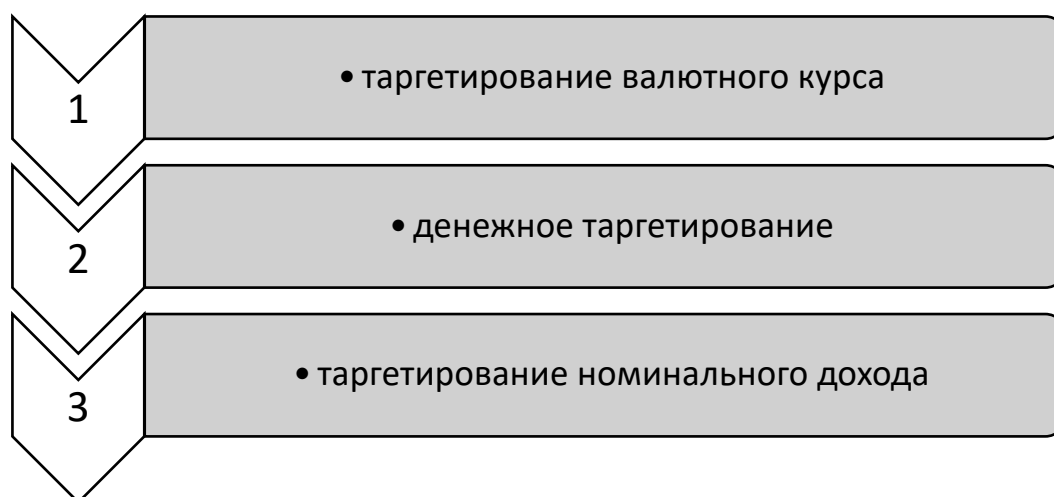 1
• таргетирование валютного курса
2
• денежное таргетирование
3
• таргетирование номинального дохода